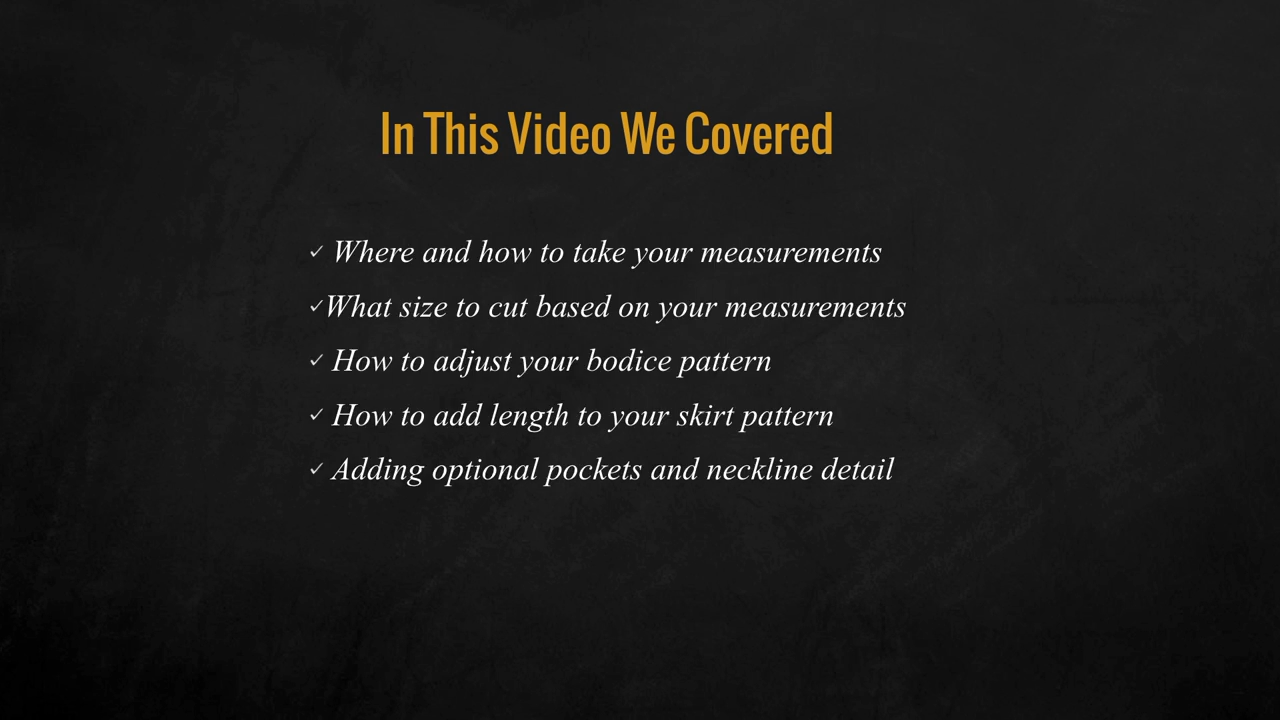 In This Video We Covered
✓ Where and how to take your measurements
✓What size to cut based on your measurements
✓ How to adjust your bodice pattern
✓ How to add length to your skirt pattern
✓ Adding optional pockets and neckline detail